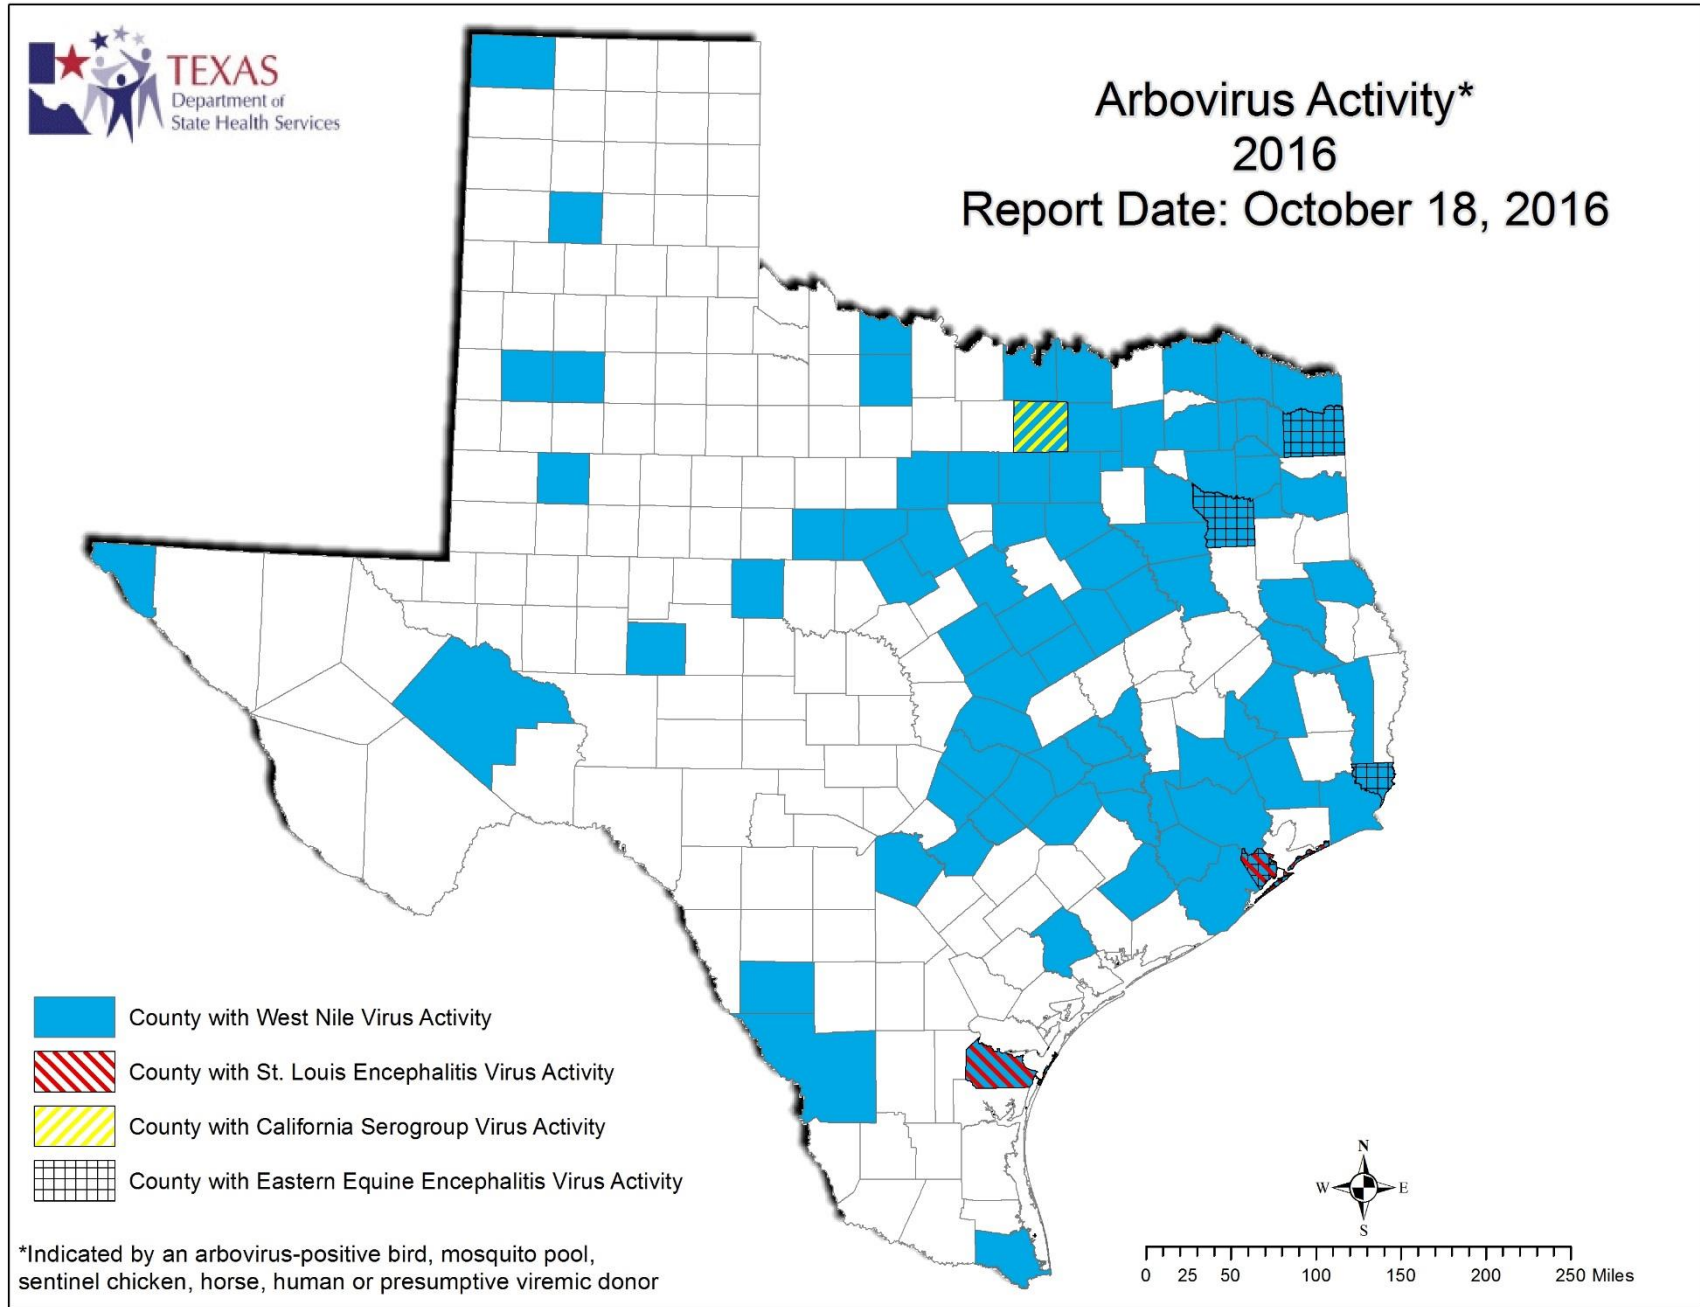 TEXAS
Department of
State Health Services
Arbovirus Activity*
2016
Report Date: October 18, 2016
County with West Nile Virus Activity
County with St. Louis Encephalitis Virus Activity
County with California Serogroup Virus Activity
County with Eastern Equine Encephalitis Virus Activity
*Indicated by an arbovirus-positive bird, mosquito pool,
sentinel chicken, horse, human or presumptive viremic donor
N
W E
S
0 25 50 100 150 200 250 Miles